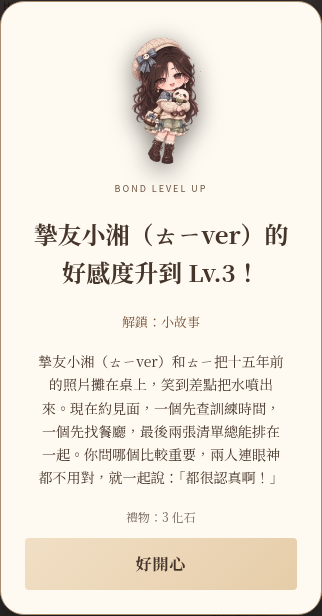 BOND LEVEL UP
摯友小湘（ㄊㄧver）的
好感度升到 Lv.3！
解鎖：小故事
摯友小湘（ㄊㄧver）和ㄊㄧ把十五年前
的照片攤在桌上，笑到差點把水噴出
來。現在約見面，一個先查訓練時間，
一個先找餐廳，最後兩張清單總能排在
一起。你問哪個比較重要，兩人連眼神
都不用對，就一起說：「都很認真啊！」
禮物：3 化石
好開心